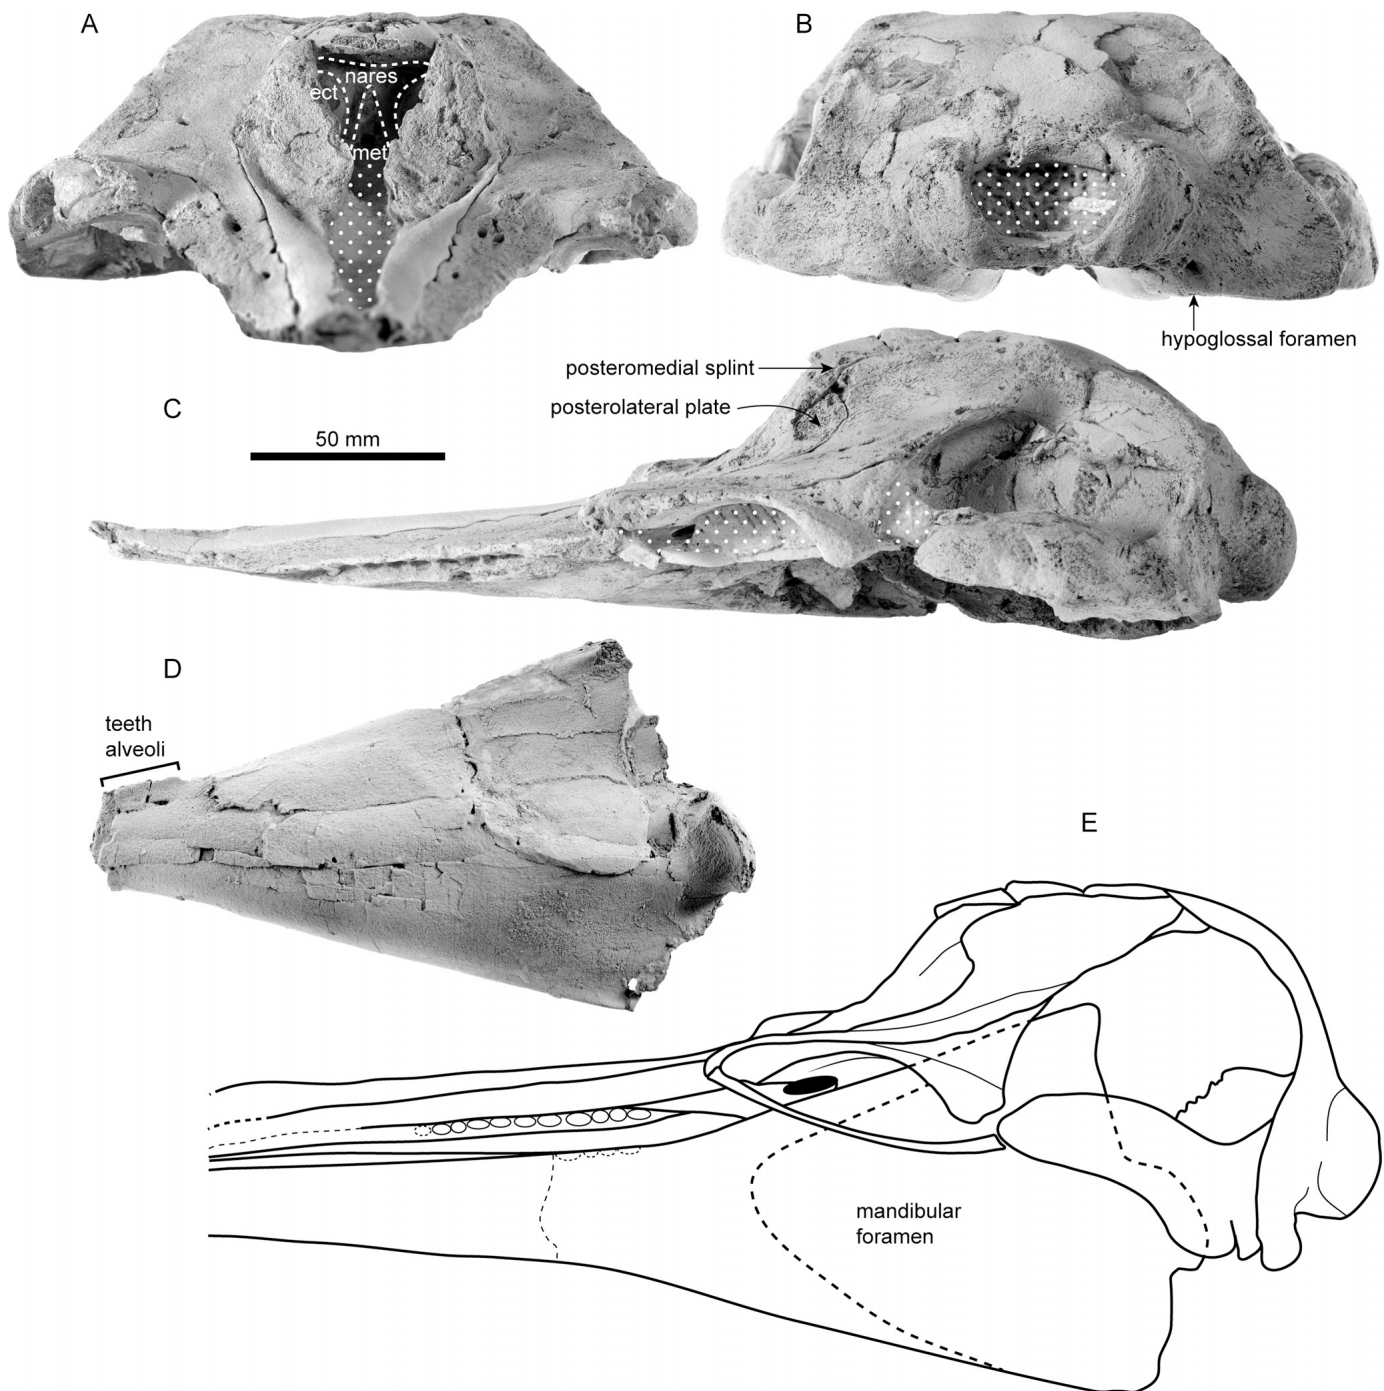 A
B
nares
ect
met
hypoglossal foramen
posteromedial splint
posterolateral plate
C
50 mm
D
teeth
alveoli
E
mandibular
foramen